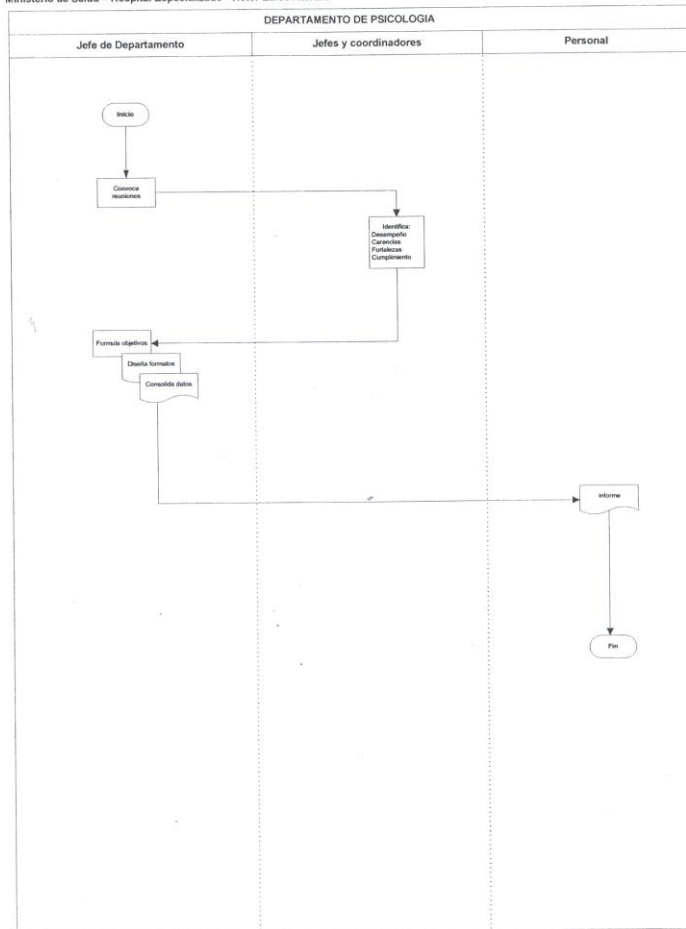 Ministerio de Salud – Hospital Especializado
DEPARTAMENTO DE PSICOLOGIA
Jefe de Departamento
Jefes y coordinadores
Personal
Inicio
Convoca
reuniones
Identifica:
Desempeño
Carencias
Fortalezas
Cumplimiento
Formula objetivos
Diseña formatos
Consolida datos
informe
Fin